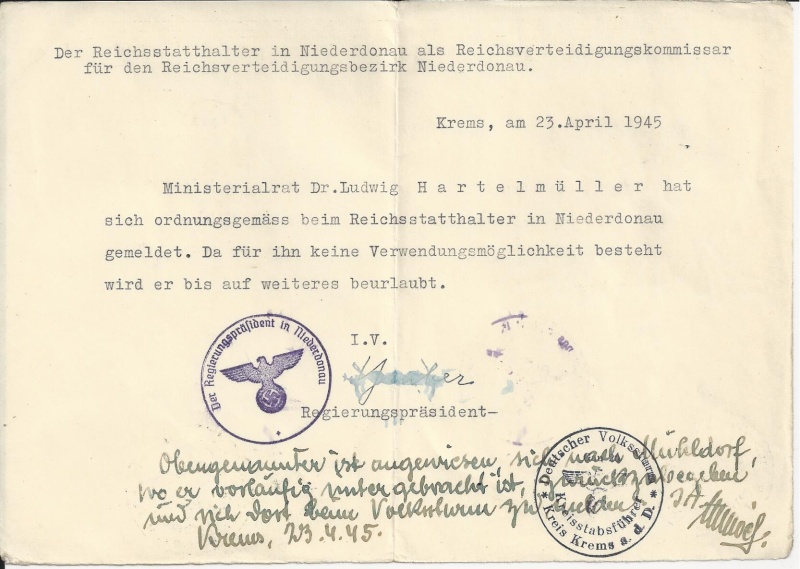 Der Reichsstatthalter in Niederdonau als Reichsverteidigungskommissar
für den Reichsverteidigungsbezirk Niederdonau.
Krems, am 23.April 1945
Ministerialrat Dr.Ludwig H a r t e l m ü l l e r hat
sich ordnungsgemäss beim Reichsstatthalter in Niederdonau
gemeldet. Da für ihn keine Verwendungsmöglichkeit besteht
wird er bis auf weiteres beurlaubt.
Der Regierungspräsident in Niederdonau
I.V.
Regierungspräsident-
Obengenannter ist angewiesen sich nach Mühldorf,
wo er vorläufig untergebracht ist, zurückzubegeben
und sich dort beim Volkssturm zu melden
Krems, 23.4.45.
Deutscher Volkssturm
Kreisstabsführer
* Kreis Krems a. d. D. *